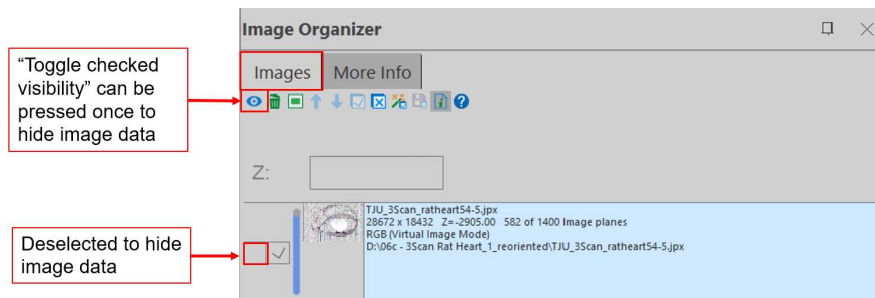 Image Organizer
“Toggle checked
visibility” can be
pressed once to
hide image data
Images
More Info
Z:
TJU_3Scan_ratheart54-5.jpx
28672 x 18432  Z=-2905.00  582 of 1400 Image planes
RGB (Virtual Image Mode)
D:\06c - 3Scan Rat Heart_1_reoriented\TJU_3Scan_ratheart54-5.jpx
Deselected to hide
image data